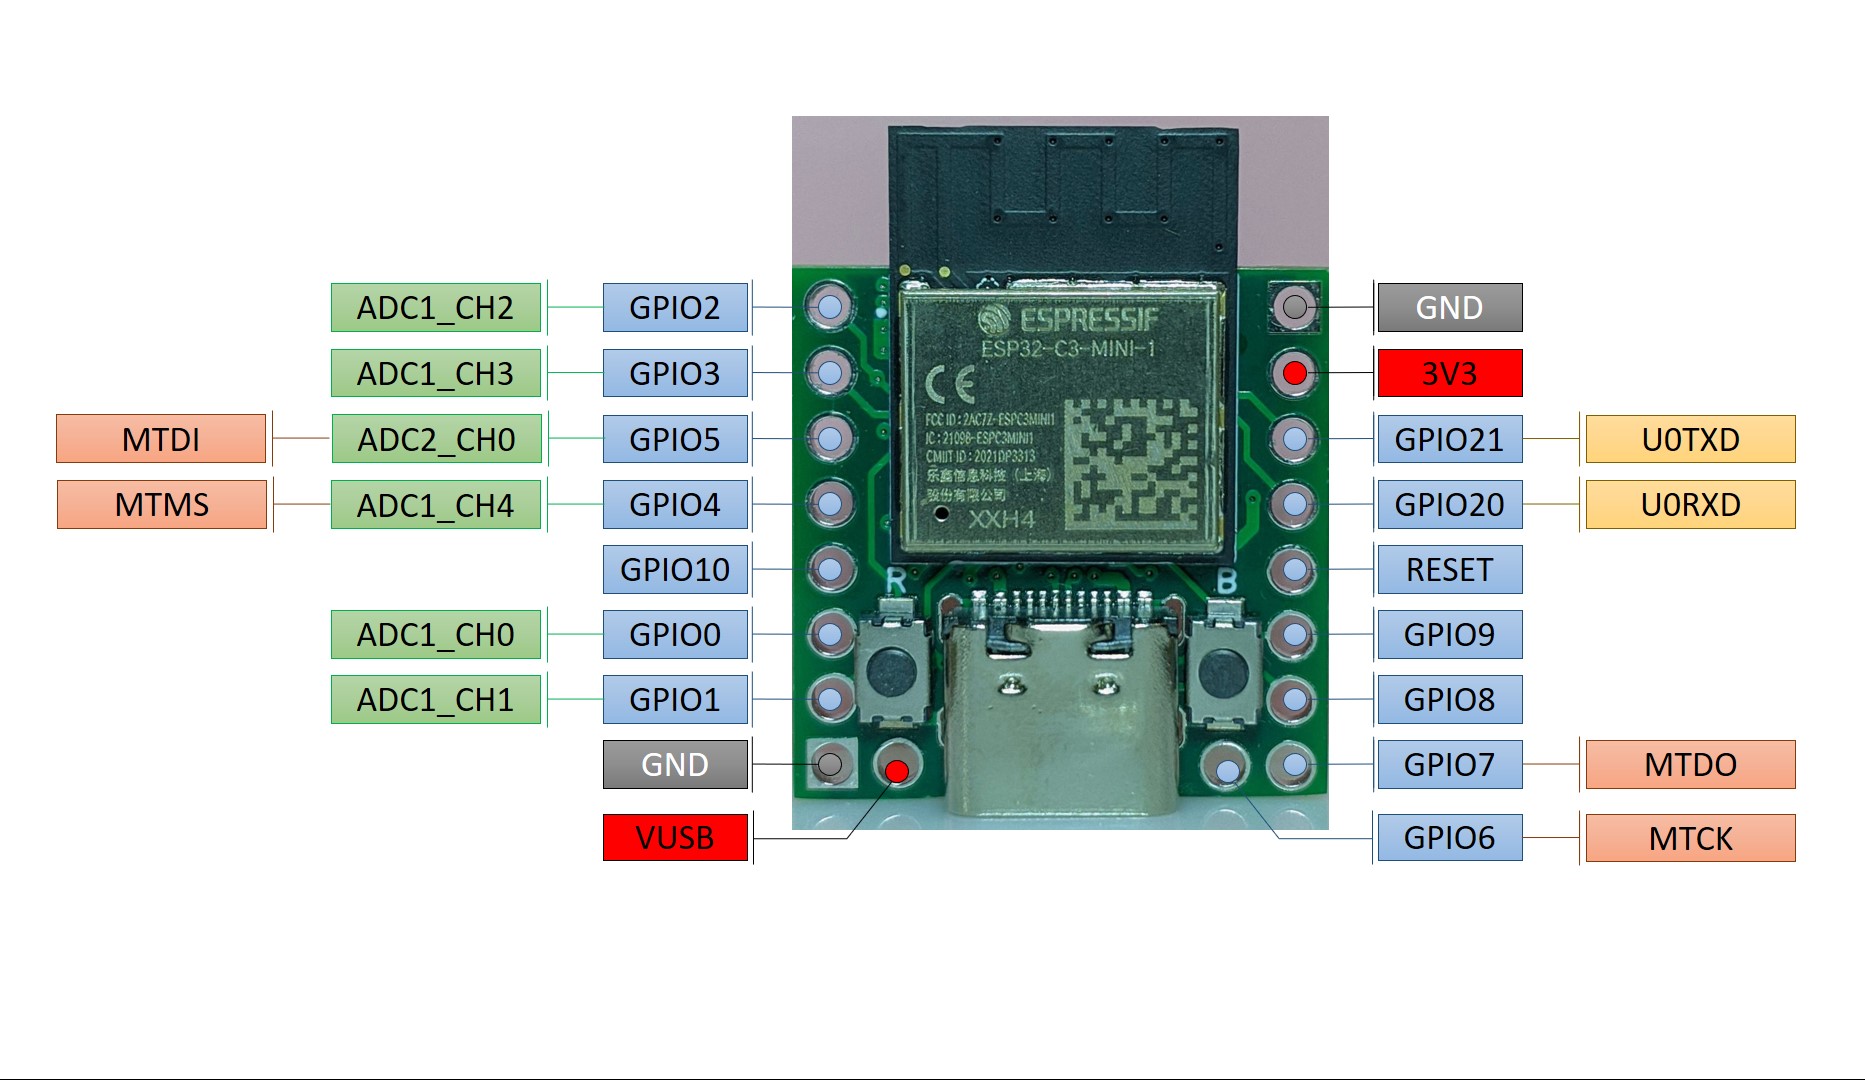 ADC1_CH2 GPIO2 GND
ADC1_CH3 GPIO3 3V3
MTDI ADC2_CH0 GPIO5 GPIO21 U0TXD
MTMS ADC1_CH4 GPIO4 GPIO20 U0RXD
GPIO10 RESET
ADC1_CH0 GPIO0 GPIO9
ADC1_CH1 GPIO1 GPIO8
GND GPIO7 MTDO
VUSB GPIO6 MTCK
ESPRESSIF
ESP32-C3-MINI-1
CE
FCC ID:2AC7Z-ESPC3MINI1
IC:21098-ESPC3MINI1
CMIIT ID:2021DP3313
乐鑫信息科技 (上海)
股份有限公司
XXH4
R B